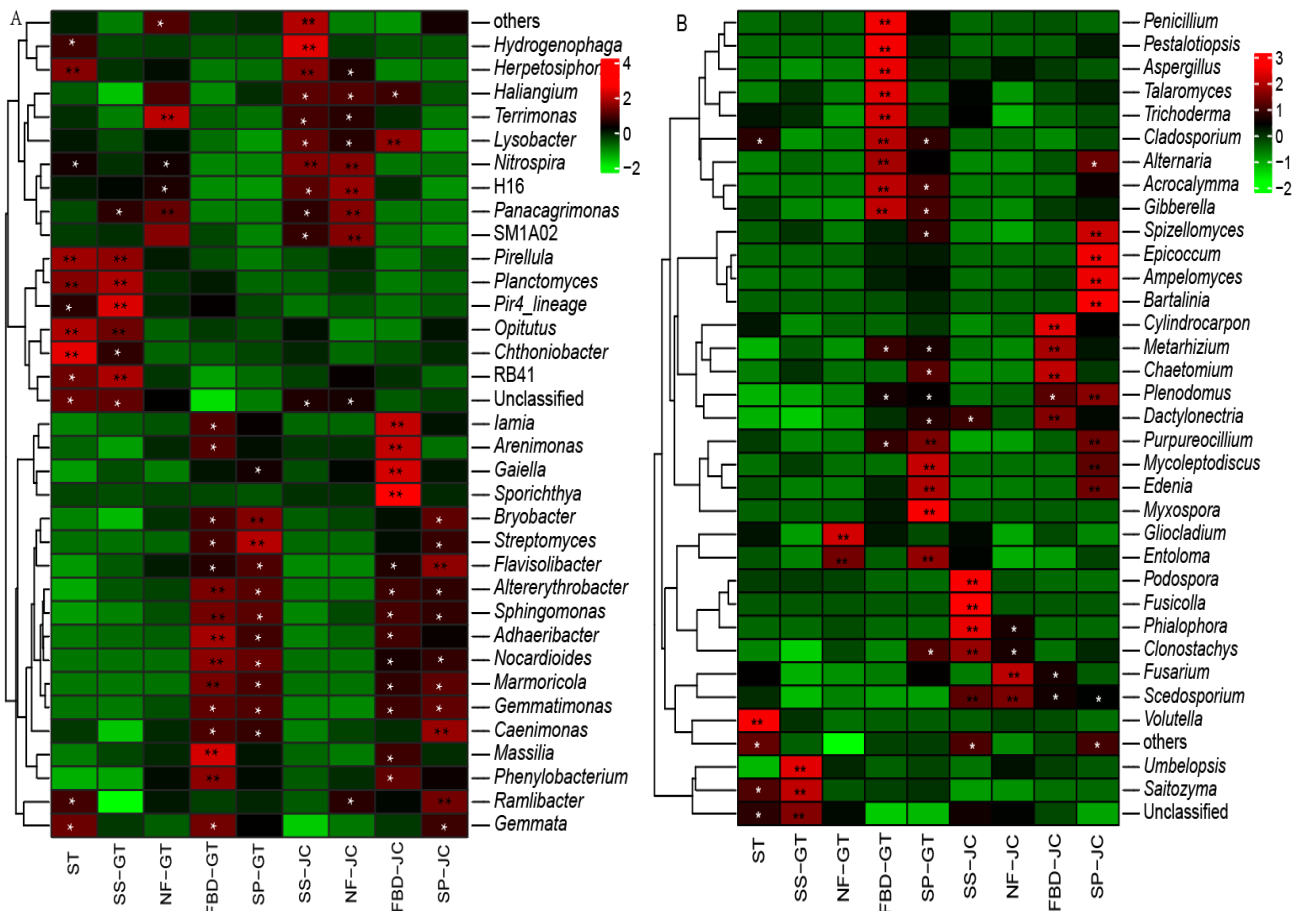 A
others
Hydrogenophaga
Herpetosiphon
Haliangium
Terrimonas
Lysobacter
Nitrospira
H16
Panacagrimonas
SM1A02
Pirellula
Planctomyces
Pir4_lineage
Opitutus
Chthoniobacter
RB41
Unclassified
Iamia
Arenimonas
Gaiella
Sporichthya
Bryobacter
Streptomyces
Flavisolibacter
Altererythrobacter
Sphingomonas
Adhaeribacter
Nocardioides
Marmoricola
Gemmatimonas
Caenimonas
Massilia
Phenylobacterium
Ramlibacter
Gemmata
4
2
0
−2
ST
SS−GT
NF−GT
FBD−GT
SP−GT
SS−JC
NF−JC
FBD−JC
SP−JC
B
Penicillium
Pestalotiopsis
Aspergillus
Talaromyces
Trichoderma
Cladosporium
Alternaria
Acrocalymma
Gibberella
Spizellomyces
Epicoccum
Ampelomyces
Bartalinia
Cylindrocarpon
Metarhizium
Chaetomium
Plenodomus
Dactylonectria
Purpureocillium
Mycoleptodiscus
Edenia
Myxospora
Gliocladium
Entoloma
Podospora
Fusicolla
Phialophora
Clonostachys
Fusarium
Scedosporium
Volutella
others
Umbelopsis
Saitozyma
Unclassified
3
2
1
0
−1
−2
ST
SS−GT
NF−GT
FBD−GT
SP−GT
SS−JC
NF−JC
FBD−JC
SP−JC